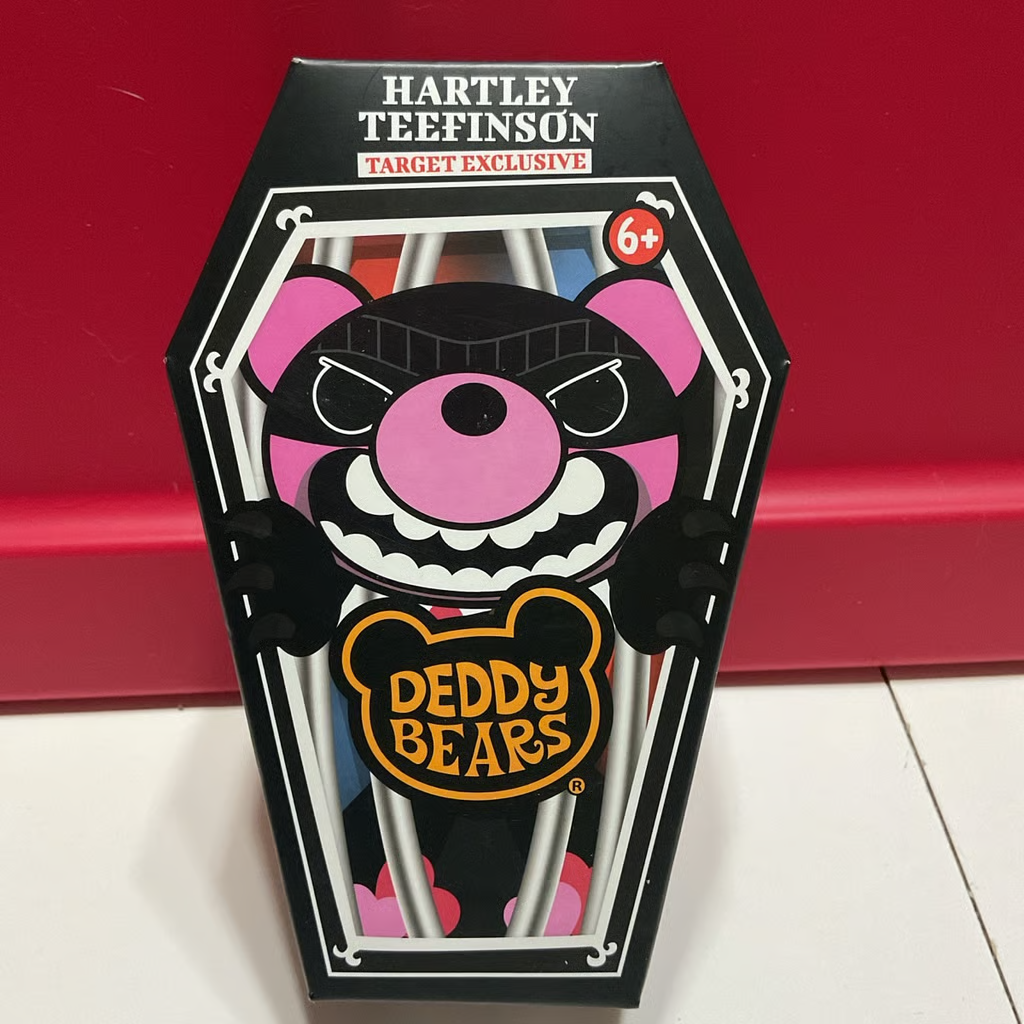 HARTLEY
TEEFINSON
TARGET EXCLUSIVE
6+
DEDDY
BEARS
®